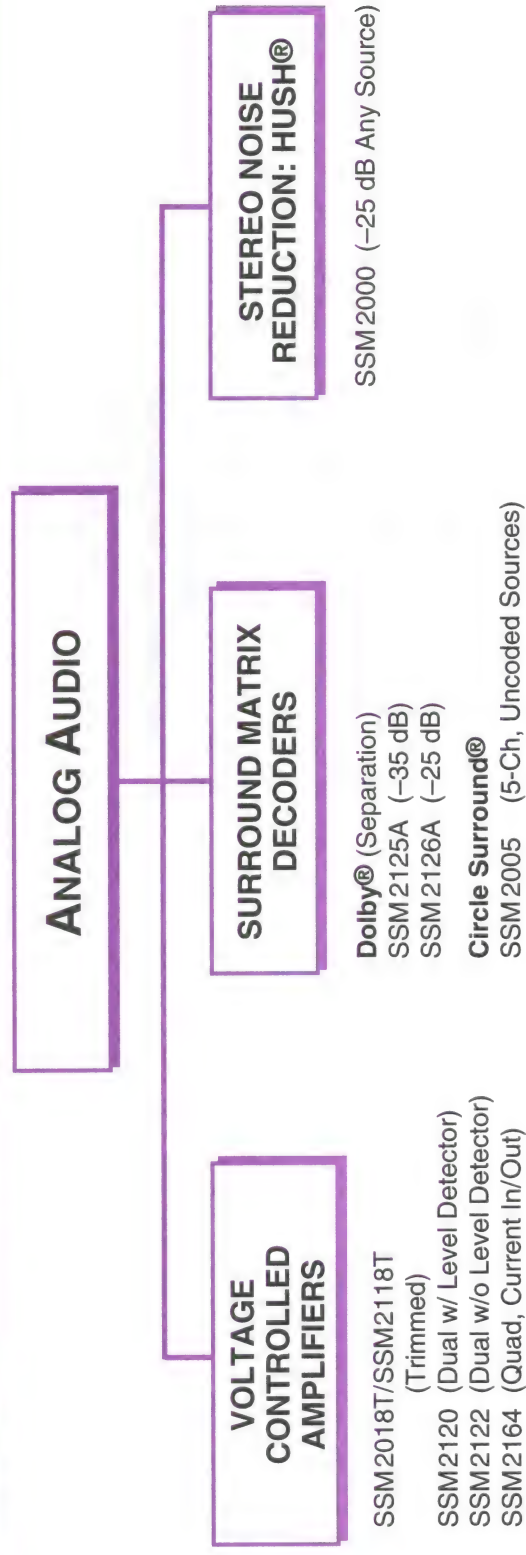 ANALOG AUDIO
VOLTAGE
CONTROLLED
AMPLIFIERS
SSM2018T/SSM2118T
(Trimmed)
SSM2120 (Dual w/ Level Detector)
SSM2122 (Dual w/o Level Detector)
SSM2164 (Quad, Current In/Out)
SURROUND MATRIX
DECODERS
Dolby® (Separation)
SSM2125A (–35 dB)
SSM2126A (–25 dB)
Circle Surround®
SSM2005 (5-Ch, Uncoded Sources)
STEREO NOISE
REDUCTION: HUSH®
SSM2000 (–25 dB Any Source)